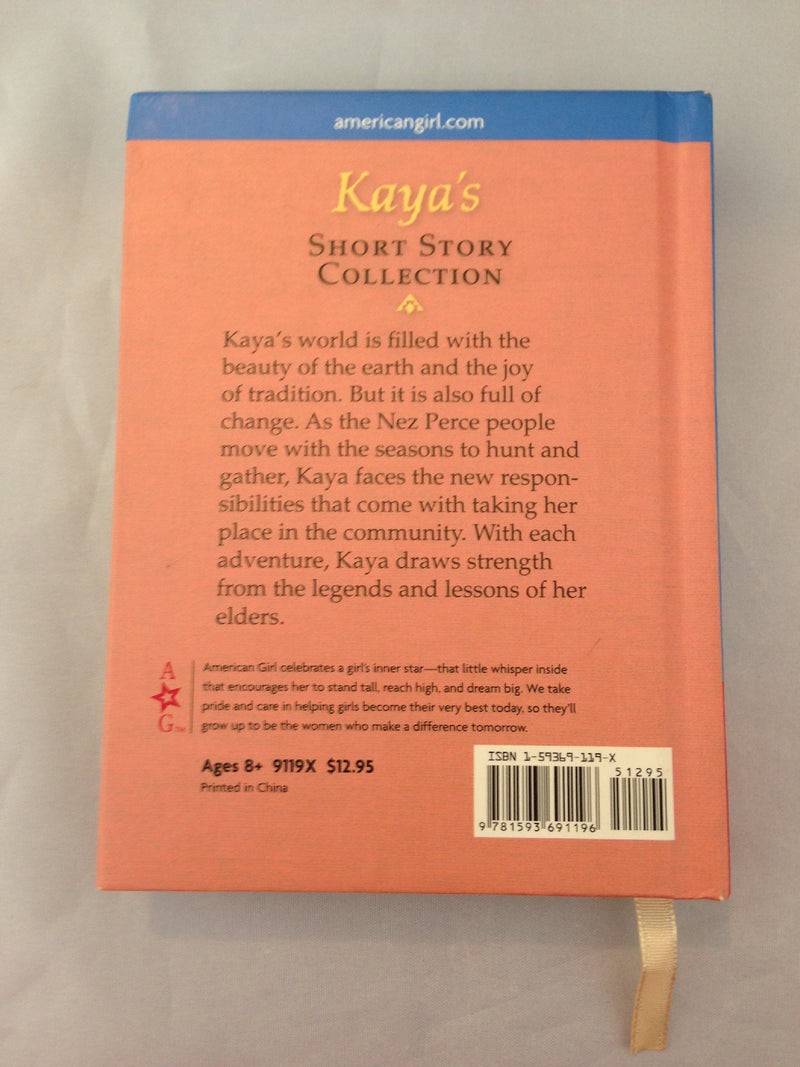 americangirl.com
Kaya's
SHORT STORY
COLLECTION
Kaya's world is filled with the
beauty of the earth and the joy
of tradition. But it is also full of
change. As the Nez Perce people
move with the seasons to hunt and
gather, Kaya faces the new respon-
sibilities that come with taking her
place in the community. With each
adventure, Kaya draws strength
from the legends and lessons of her
elders.
A
G™
American Girl celebrates a girl's inner star—that little whisper inside
that encourages her to stand tall, reach high, and dream big. We take
pride and care in helping girls become their very best today, so they'll
grow up to be the women who make a difference tomorrow.
Ages 8+ 9119X $12.95
Printed in China
ISBN 1-59369-119-X
51295
9 781593 691196